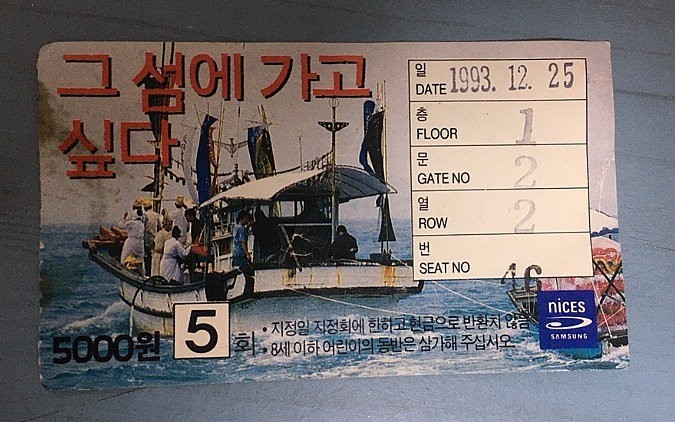 그 섬에 가고
싶다
일
DATE 1993. 12. 25
층
FLOOR 1
문
GATE NO 2
열
ROW 2
번
SEAT NO 16
5000원 5 회
• 지정일 지정회에 한하고 현금으로 반환치 않음
• 8세 이하 어린이의 동반은 삼가해 주십시오.
nices
SAMSUNG